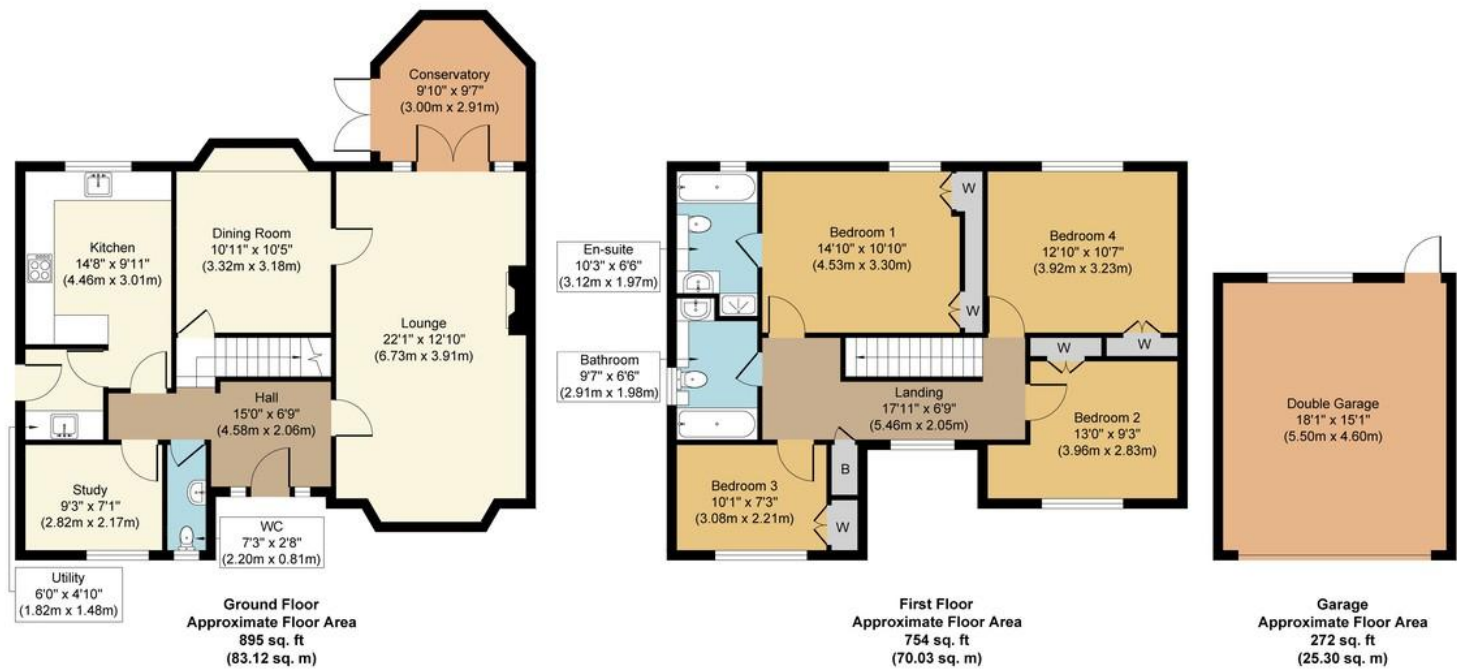 Conservatory
9'10" x 9'7"
(3.00m x 2.91m)
Kitchen
14'8" x 9'11"
(4.46m x 3.01m)
Dining Room
10'11" x 10'5"
(3.32m x 3.18m)
Lounge
22'1" x 12'10"
(6.73m x 3.91m)
Hall
15'0" x 6'9"
(4.58m x 2.06m)
Study
9'3" x 7'1"
(2.82m x 2.17m)
WC
7'3" x 2'8"
(2.20m x 0.81m)
Utility
6'0" x 4'10"
(1.82m x 1.48m)
Ground Floor
Approximate Floor Area
895 sq. ft
(83.12 sq. m)
En-suite
10'3" x 6'6"
(3.12m x 1.97m)
Bedroom 1
14'10" x 10'10"
(4.53m x 3.30m)
W
W
Bedroom 4
12'10" x 10'7"
(3.92m x 3.23m)
Bathroom
9'7" x 6'6"
(2.91m x 1.98m)
W
W
Landing
17'11" x 6'9"
(5.46m x 2.05m)
Bedroom 2
13'0" x 9'3"
(3.96m x 2.83m)
B
Bedroom 3
10'1" x 7'3"
(3.08m x 2.21m)
W
First Floor
Approximate Floor Area
754 sq. ft
(70.03 sq. m)
Double Garage
18'1" x 15'1"
(5.50m x 4.60m)
Garage
Approximate Floor Area
272 sq. ft
(25.30 sq. m)